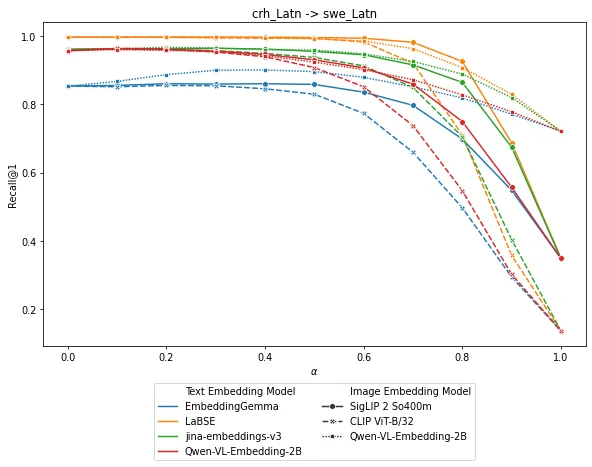 crh_Latn -> swe_Latn
Recall@1
1.0
0.8
0.6
0.4
0.2
0.0 0.2 0.4 0.6 0.8 1.0
α
Text Embedding Model
EmbeddingGemma
LaBSE
jina-embeddings-v3
Qwen-VL-Embedding-2B
Image Embedding Model
SigLIP 2 So400m
CLIP ViT-B/32
Qwen-VL-Embedding-2B